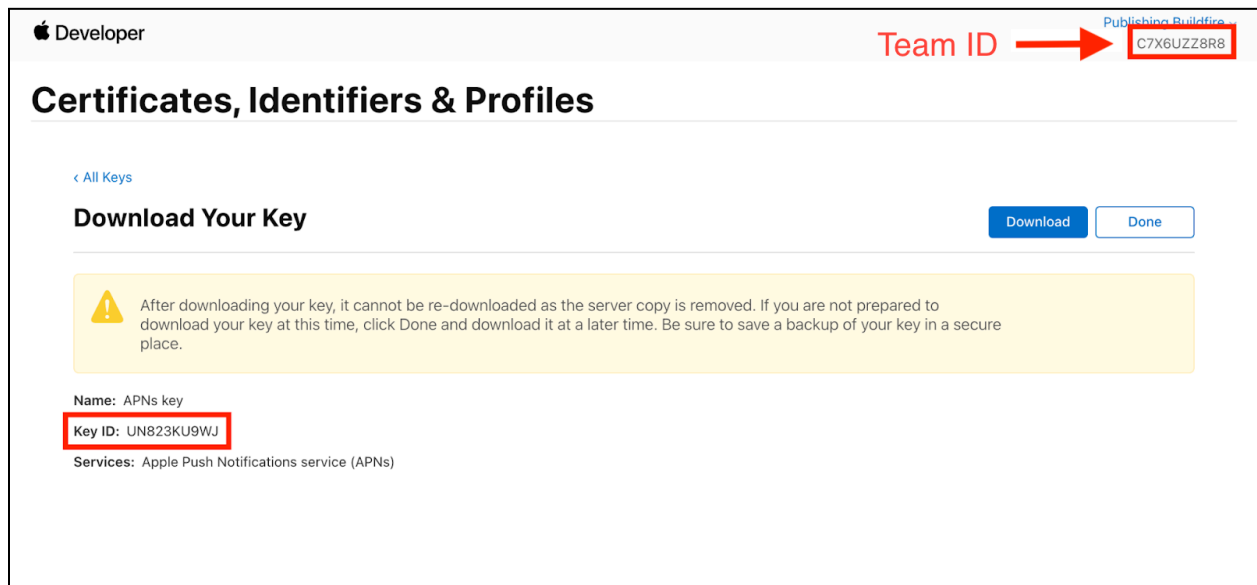 Developer
Publishing Buildfire
Team ID
C7X6UZZ8R8
Certificates, Identifiers & Profiles
‹ All Keys
Download Your Key
Download
Done
After downloading your key, it cannot be re-downloaded as the server copy is removed. If you are not prepared to
download your key at this time, click Done and download it at a later time. Be sure to save a backup of your key in a secure
place.
Name: APNs key
Key ID: UN823KU9WJ
Services: Apple Push Notifications service (APNs)